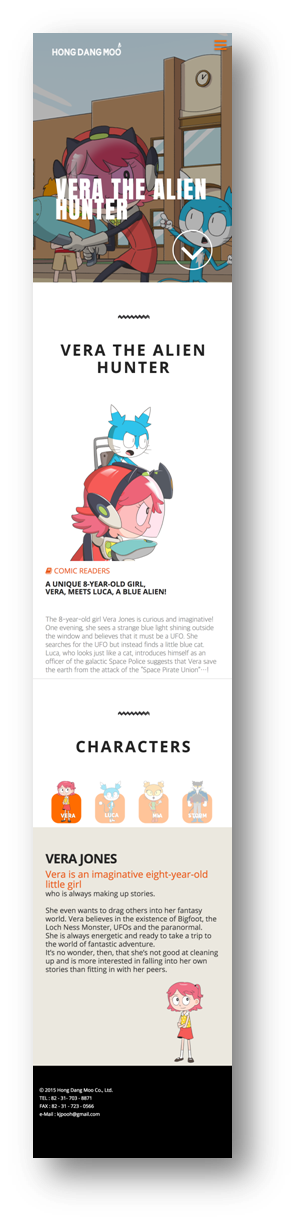 HONG DANG MOO
VERA THE ALIEN
HUNTER
VERA THE ALIEN
HUNTER
COMIC READERS
A UNIQUE 8-YEAR-OLD GIRL,
VERA, MEETS LUCA, A BLUE ALIEN!
The 8-year-old girl Vera Jones is curious and imaginative!
One evening, she sees a strange blue light shining outside
the window and believes that it must be a UFO. She
searches for the UFO but instead finds a little blue cat.
Luca, who looks just like a cat, introduces himself as an
officer of the galactic Space Police suggests that Vera save
the earth from the attack of the "Space Pirate Union"···!
CHARACTERS
VERA
LUCA
VERA JONES
Vera is an imaginative eight-year-old
little girl
who is always making up stories.
She even wants to drag others into her fantasy
world. Vera believes in the existence of Bigfoot, the
Loch Ness Monster, UFOs and the paranormal.
She is always energetic and ready to take a trip to
the world of fantastic adventure.
It's no wonder, then, that she's not good at cleaning
up and is more interested in falling into her own
stories than fitting in with her peers.
© 2015 Hong Dang Moo Co., Ltd.
TEL : 82 - 31- 703 - 8871
FAX : 82 - 31 - 723 - 0566
e-Mail : kjpooh@gmail.com